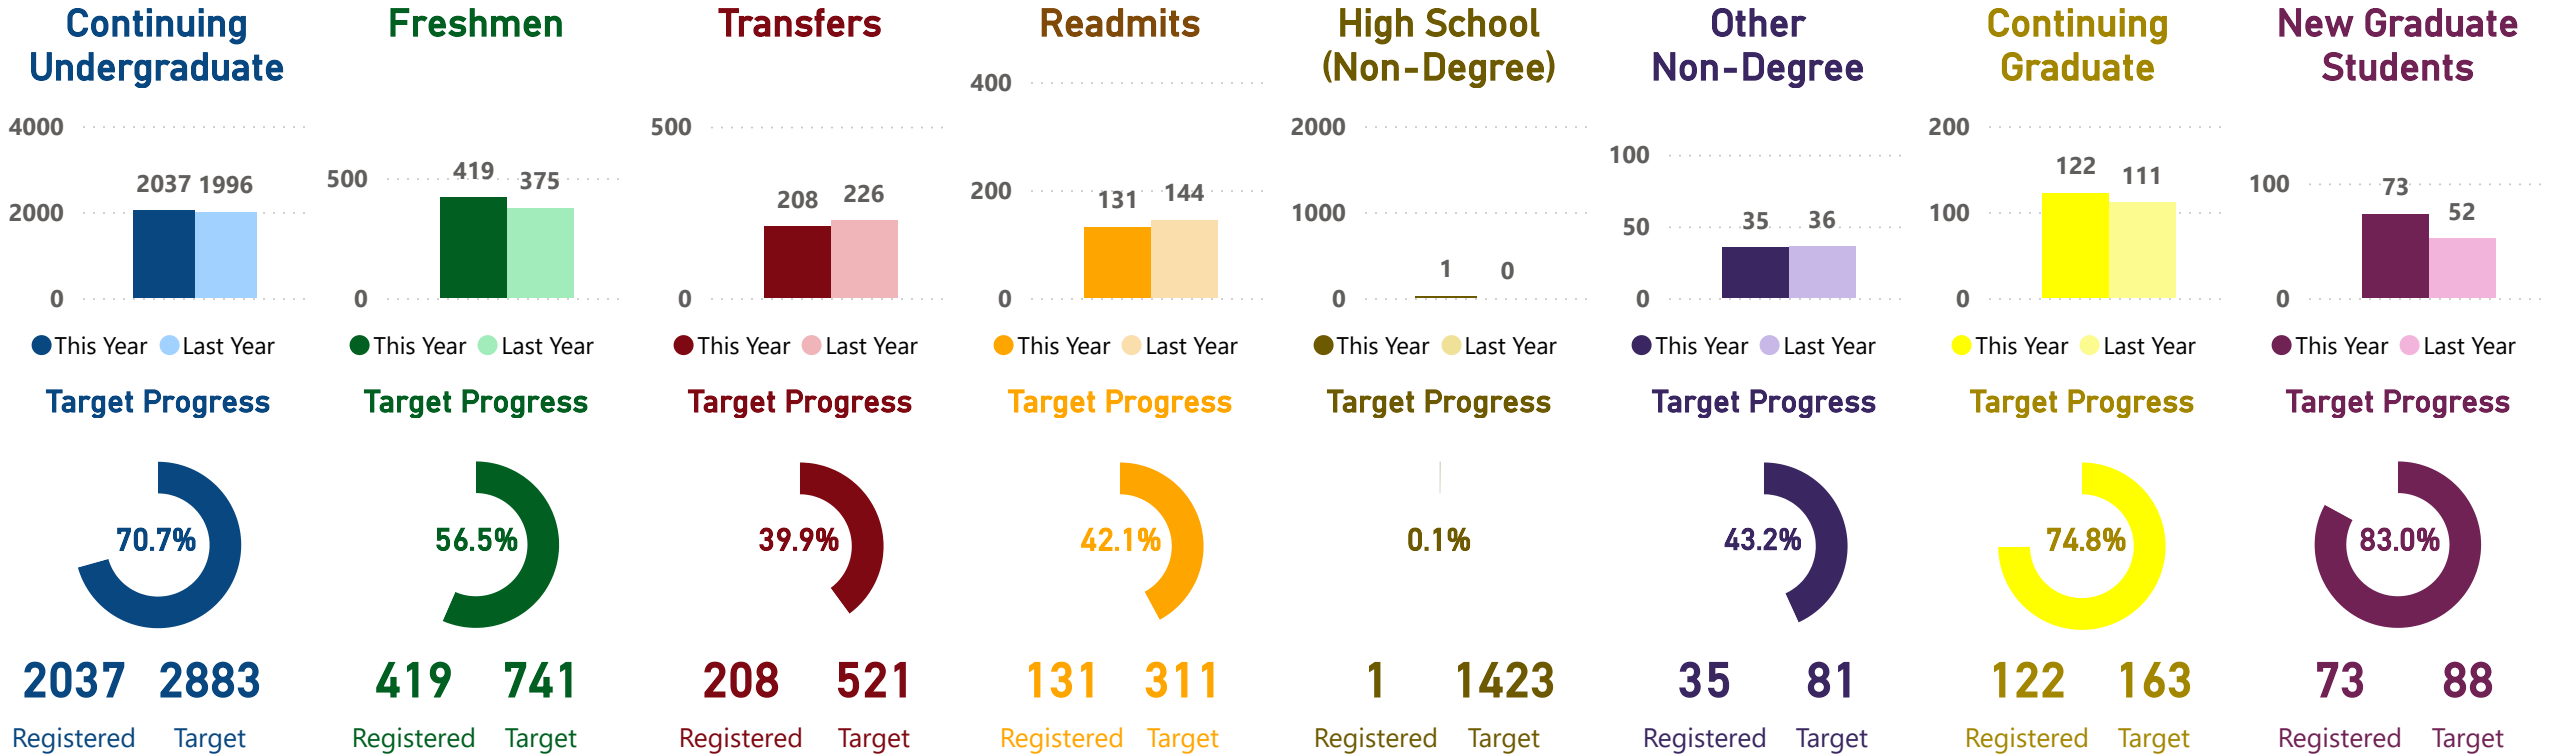 Continuing
Undergraduate
4000
2037 1996
2000
0
This Year Last Year
Target Progress
70.7%
2037 2883
Registered Target
Freshmen
419
375
500
0
This Year Last Year
Target Progress
56.5%
419 741
Registered Target
Transfers
500
208 226
0
This Year Last Year
Target Progress
39.9%
208 521
Registered Target
Readmits
400
200
131 144
0
This Year Last Year
Target Progress
42.1%
131 311
Registered Target
High School
(Non-Degree)
2000
1000
1 0
0
This Year Last Year
Target Progress
0.1%
1 1423
Registered Target
Other
Non-Degree
100
50
35 36
0
This Year Last Year
Target Progress
43.2%
35 81
Registered Target
Continuing
Graduate
200
122 111
100
0
This Year Last Year
Target Progress
74.8%
122 163
Registered Target
New Graduate
Students
100
73
52
0
This Year Last Year
Target Progress
83.0%
73 88
Registered Target